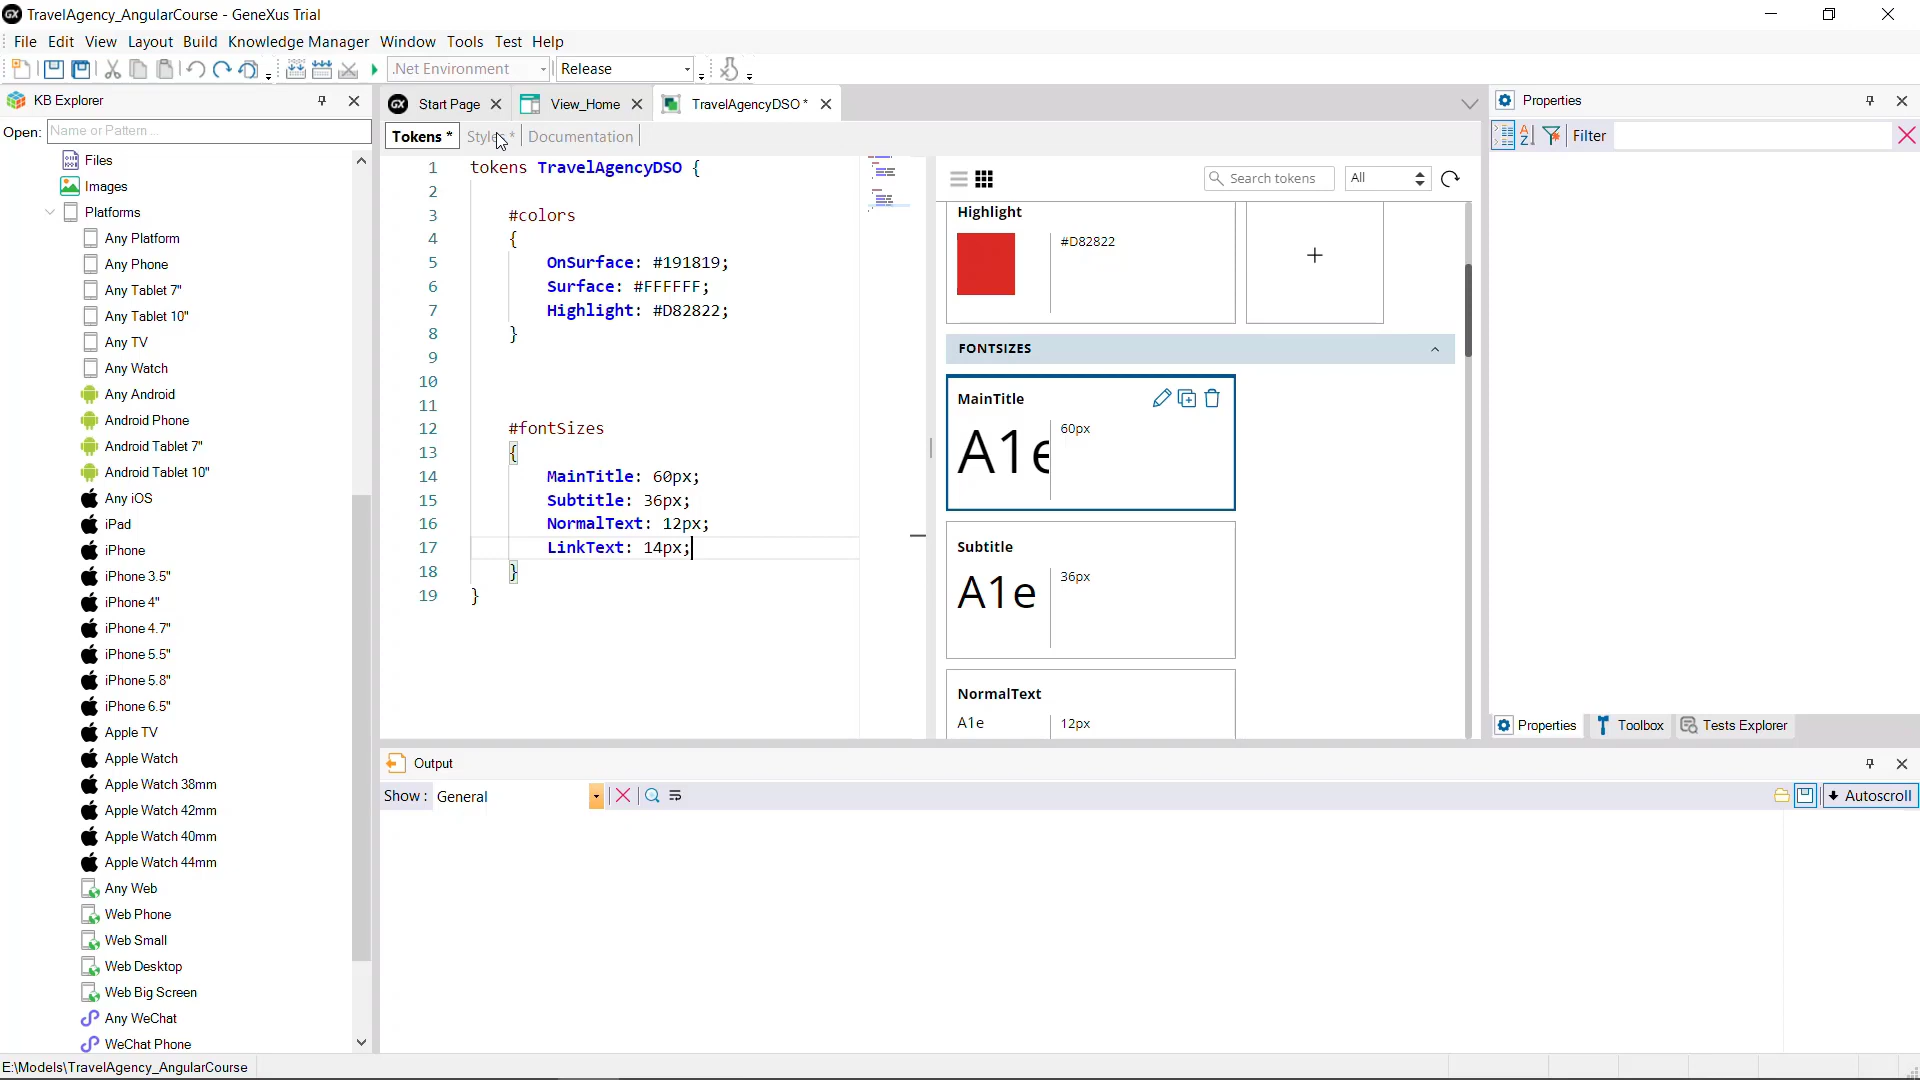 TravelAgency_AngularCourse - GeneXus Trial
File Edit View Layout Build Knowledge Manager Window Tools Test Help
.Net Environment Release
KB Explorer
Open: Name or Pattern ...
Files
Images
Platforms
Any Platform
Any Phone
Any Tablet 7"
Any Tablet 10"
Any TV
Any Watch
Any Android
Android Phone
Android Tablet 7"
Android Tablet 10"
Any iOS
iPad
iPhone
iPhone 3.5"
iPhone 4"
iPhone 4.7"
iPhone 5.5"
iPhone 5.8"
iPhone 6.5"
Apple TV
Apple Watch
Apple Watch 38mm
Apple Watch 42mm
Apple Watch 40mm
Apple Watch 44mm
Any Web
Web Phone
Web Small
Web Desktop
Web Big Screen
Any WeChat
WeChat Phone
Start Page View_Home TravelAgencyDSO *
Tokens * Styles * Documentation
1 tokens TravelAgencyDSO {
2
3 #colors
4 {
5 OnSurface: #191819;
6 Surface: #FFFFFF;
7 Highlight: #D82822;
8 }
9
10
11
12 #fontSizes
13 {
14 MainTitle: 60px;
15 Subtitle: 36px;
16 NormalText: 12px;
17 LinkText: 14px;
18 }
19 }
Search tokens All
Highlight
#D82822
+
FONTSIZES
MainTitle
A1e 60px
Subtitle
A1e 36px
NormalText
A1e 12px
Properties
Filter
Properties Toolbox Tests Explorer
Output
Show : General
Autoscroll
E:\Models\TravelAgency_AngularCourse